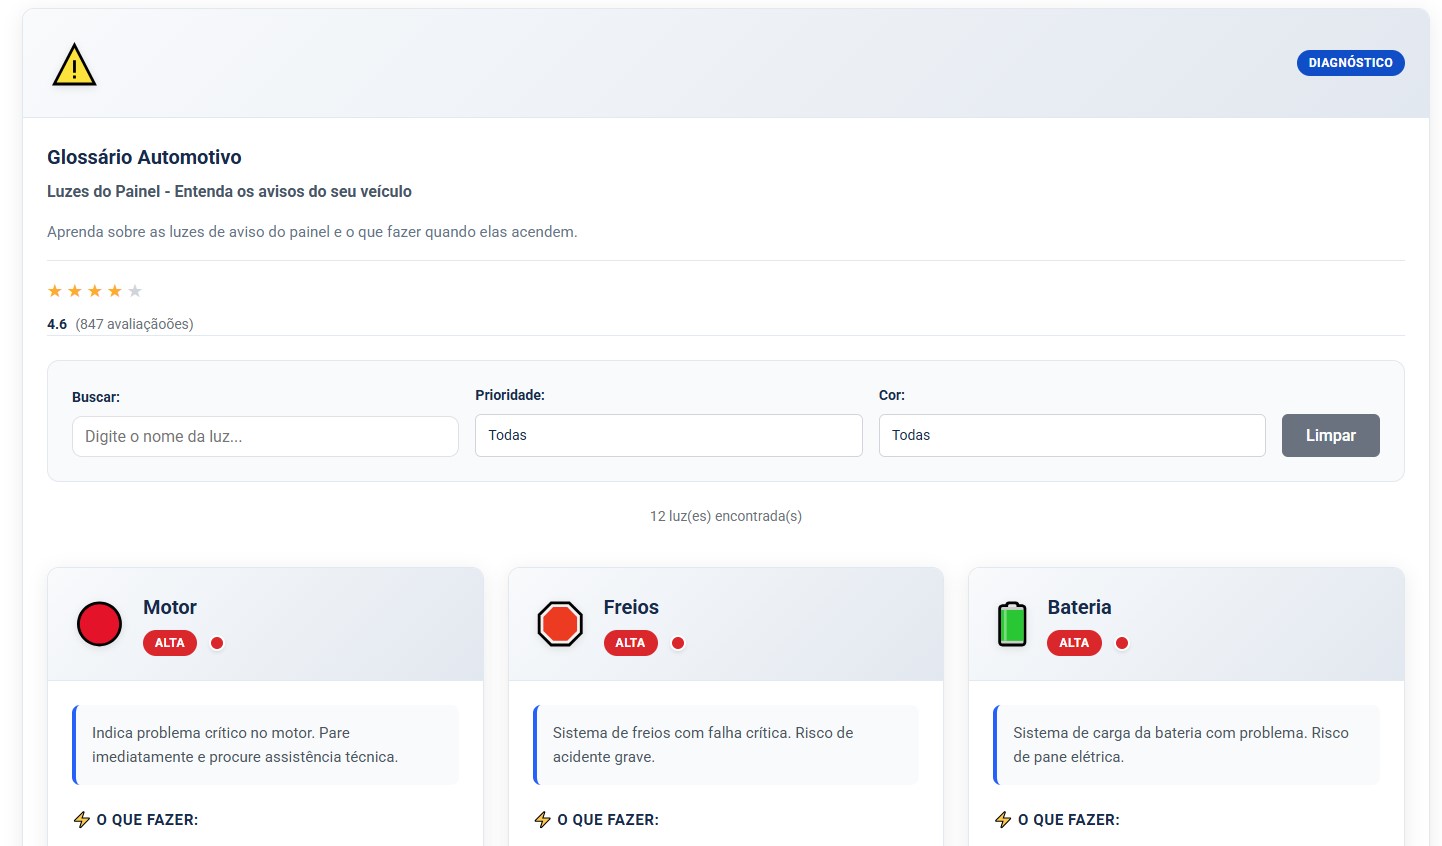 DIAGNÓSTICO
Glossário Automotivo
Luzes do Painel - Entenda os avisos do seu veículo
Aprenda sobre as luzes de aviso do painel e o que fazer quando elas acendem.
4.6 (847 avaliaçãoões)
Buscar:
Prioridade:
Cor:
Digite o nome da luz...
Todas
Todas
Limpar
12 luz(es) encontrada(s)
Motor
ALTA
Indica problema crítico no motor. Pare
imediatamente e procure assistência técnica.
O QUE FAZER:
Freios
ALTA
Sistema de freios com falha crítica. Risco de
acidente grave.
O QUE FAZER:
Bateria
ALTA
Sistema de carga da bateria com problema. Risco
de pane elétrica.
O QUE FAZER: